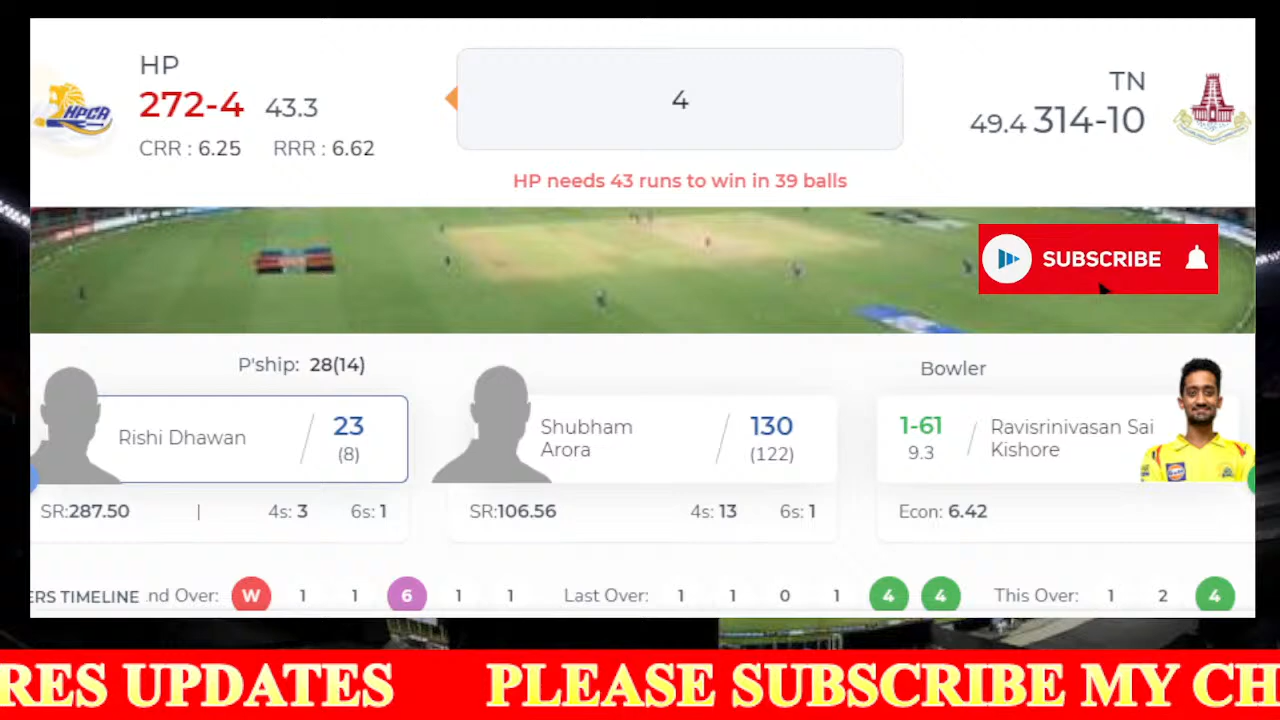 HP
272-4 43.3
CRR : 6.25 RRR : 6.62
HPCA
4
HP needs 43 runs to win in 39 balls
TN
49.4 314-10
SUBSCRIBE
P'ship: 28(14)
Rishi Dhawan 23
(8)
SR:287.50 | 4s: 3 6s: 1
Shubham
Arora
130
(122)
SR:106.56 4s: 13 6s: 1
Bowler
1-61
9.3
Ravisrinivasan Sai
Kishore
Econ: 6.42
ERS TIMELINE nd Over: W 1 1 6 1 1 Last Over: 1 1 0 1 4 4 This Over: 1 2 4
RES UPDATES PLEASE SUBSCRIBE MY CH